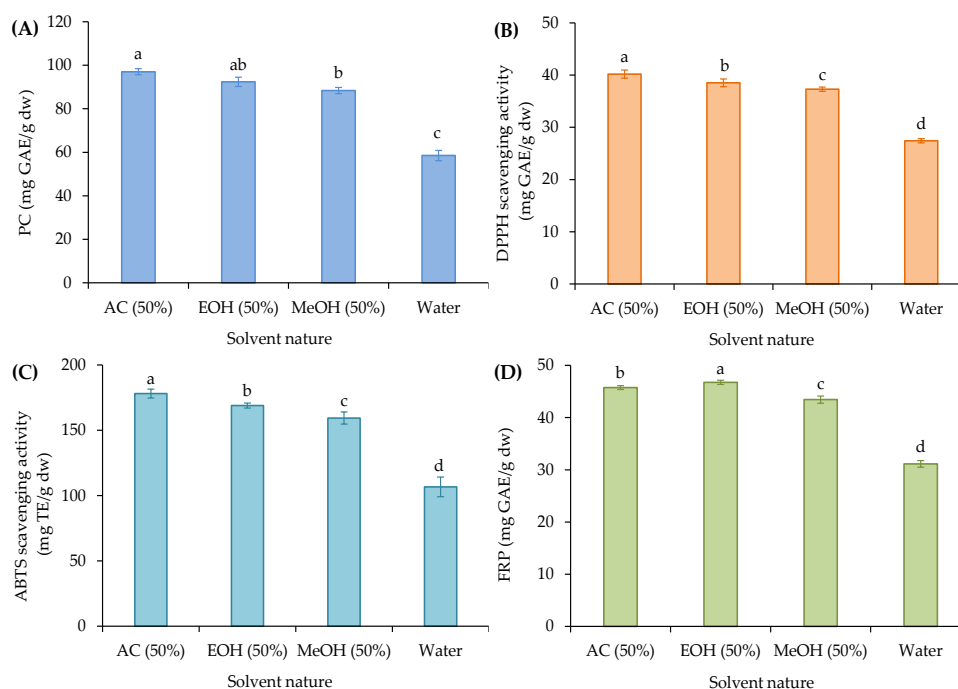 (A)
PC (mg GAE/g dw)
120
100
80
60
40
20
0
a
ab
b
c
AC (50%) EOH (50%) MeOH (50%) Water
Solvent nature
(B)
DPPH scavenging activity
(mg GAE/g dw)
50
40
30
20
10
0
a
b
c
d
AC (50%) EOH (50%) MeOH (50%) Water
Solvent nature
(C)
ABTS scavenging activity
(mg TE/g dw)
200
150
100
50
0
a
b
c
d
AC (50%) EOH (50%) MeOH (50%) Water
Solvent nature
(D)
FRP (mg GAE/g dw)
50
40
30
20
10
0
b
a
c
d
AC (50%) EOH (50%) MeOH (50%) Water
Solvent nature